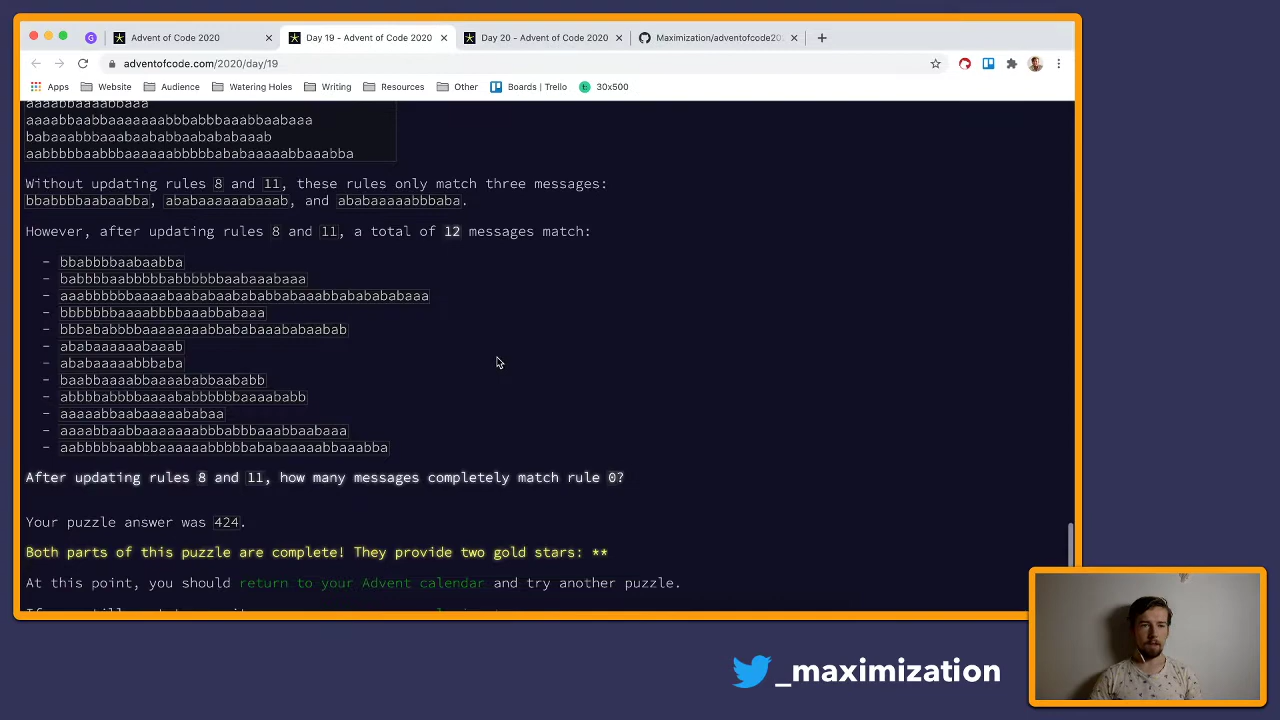 Advent of Code 2020
Day 19 - Advent of Code 2020
Day 20 - Advent of Code 2020
Maximization/adventofcode20
adventofcode.com/2020/day/19
Apps
Website
Audience
Watering Holes
Writing
Resources
Other
Boards | Trello
30x500
aaaabbaaaabbaaa
aaaabbaabbaaaaaaabbbabbbaaabbaabaaa
babaaabbbaaabaababbaabababaaab
aabbbbbaabbbaaaaaabbbbbababaaaaabbaaabba
Without updating rules 8 and 11, these rules only match three messages:
bbabbbbaabaabba, ababaaaaaabaaab, and ababaaaaabbbaba.
However, after updating rules 8 and 11, a total of 12 messages match:
- bbabbbbaabaabba
- babbbbaabbbbbabbbbbbaabaaabaaa
- aaabbbbbbaaaabaababaabababbabaaabbababababaaa
- bbbbbbbaaaabbbbaaabbabaaa
- bbbababbbbaaaaaaaabbababaaababaabab
- ababaaaaaabaaab
- ababaaaaabbbaba
- baabbaaaabbaaaababbaababb
- abbbbabbbbaaaababbbbbbaaaababb
- aaaaabbaabaaaaababaa
- aaaabbaabbaaaaaaabbbabbbaaabbaabaaa
- aabbbbbaabbbaaaaaabbbbbababaaaaabbaaabba
After updating rules 8 and 11, how many messages completely match rule 0?
Your puzzle answer was 424.
Both parts of this puzzle are complete! They provide two gold stars: **
At this point, you should return to your Advent calendar and try another puzzle.
_maximization